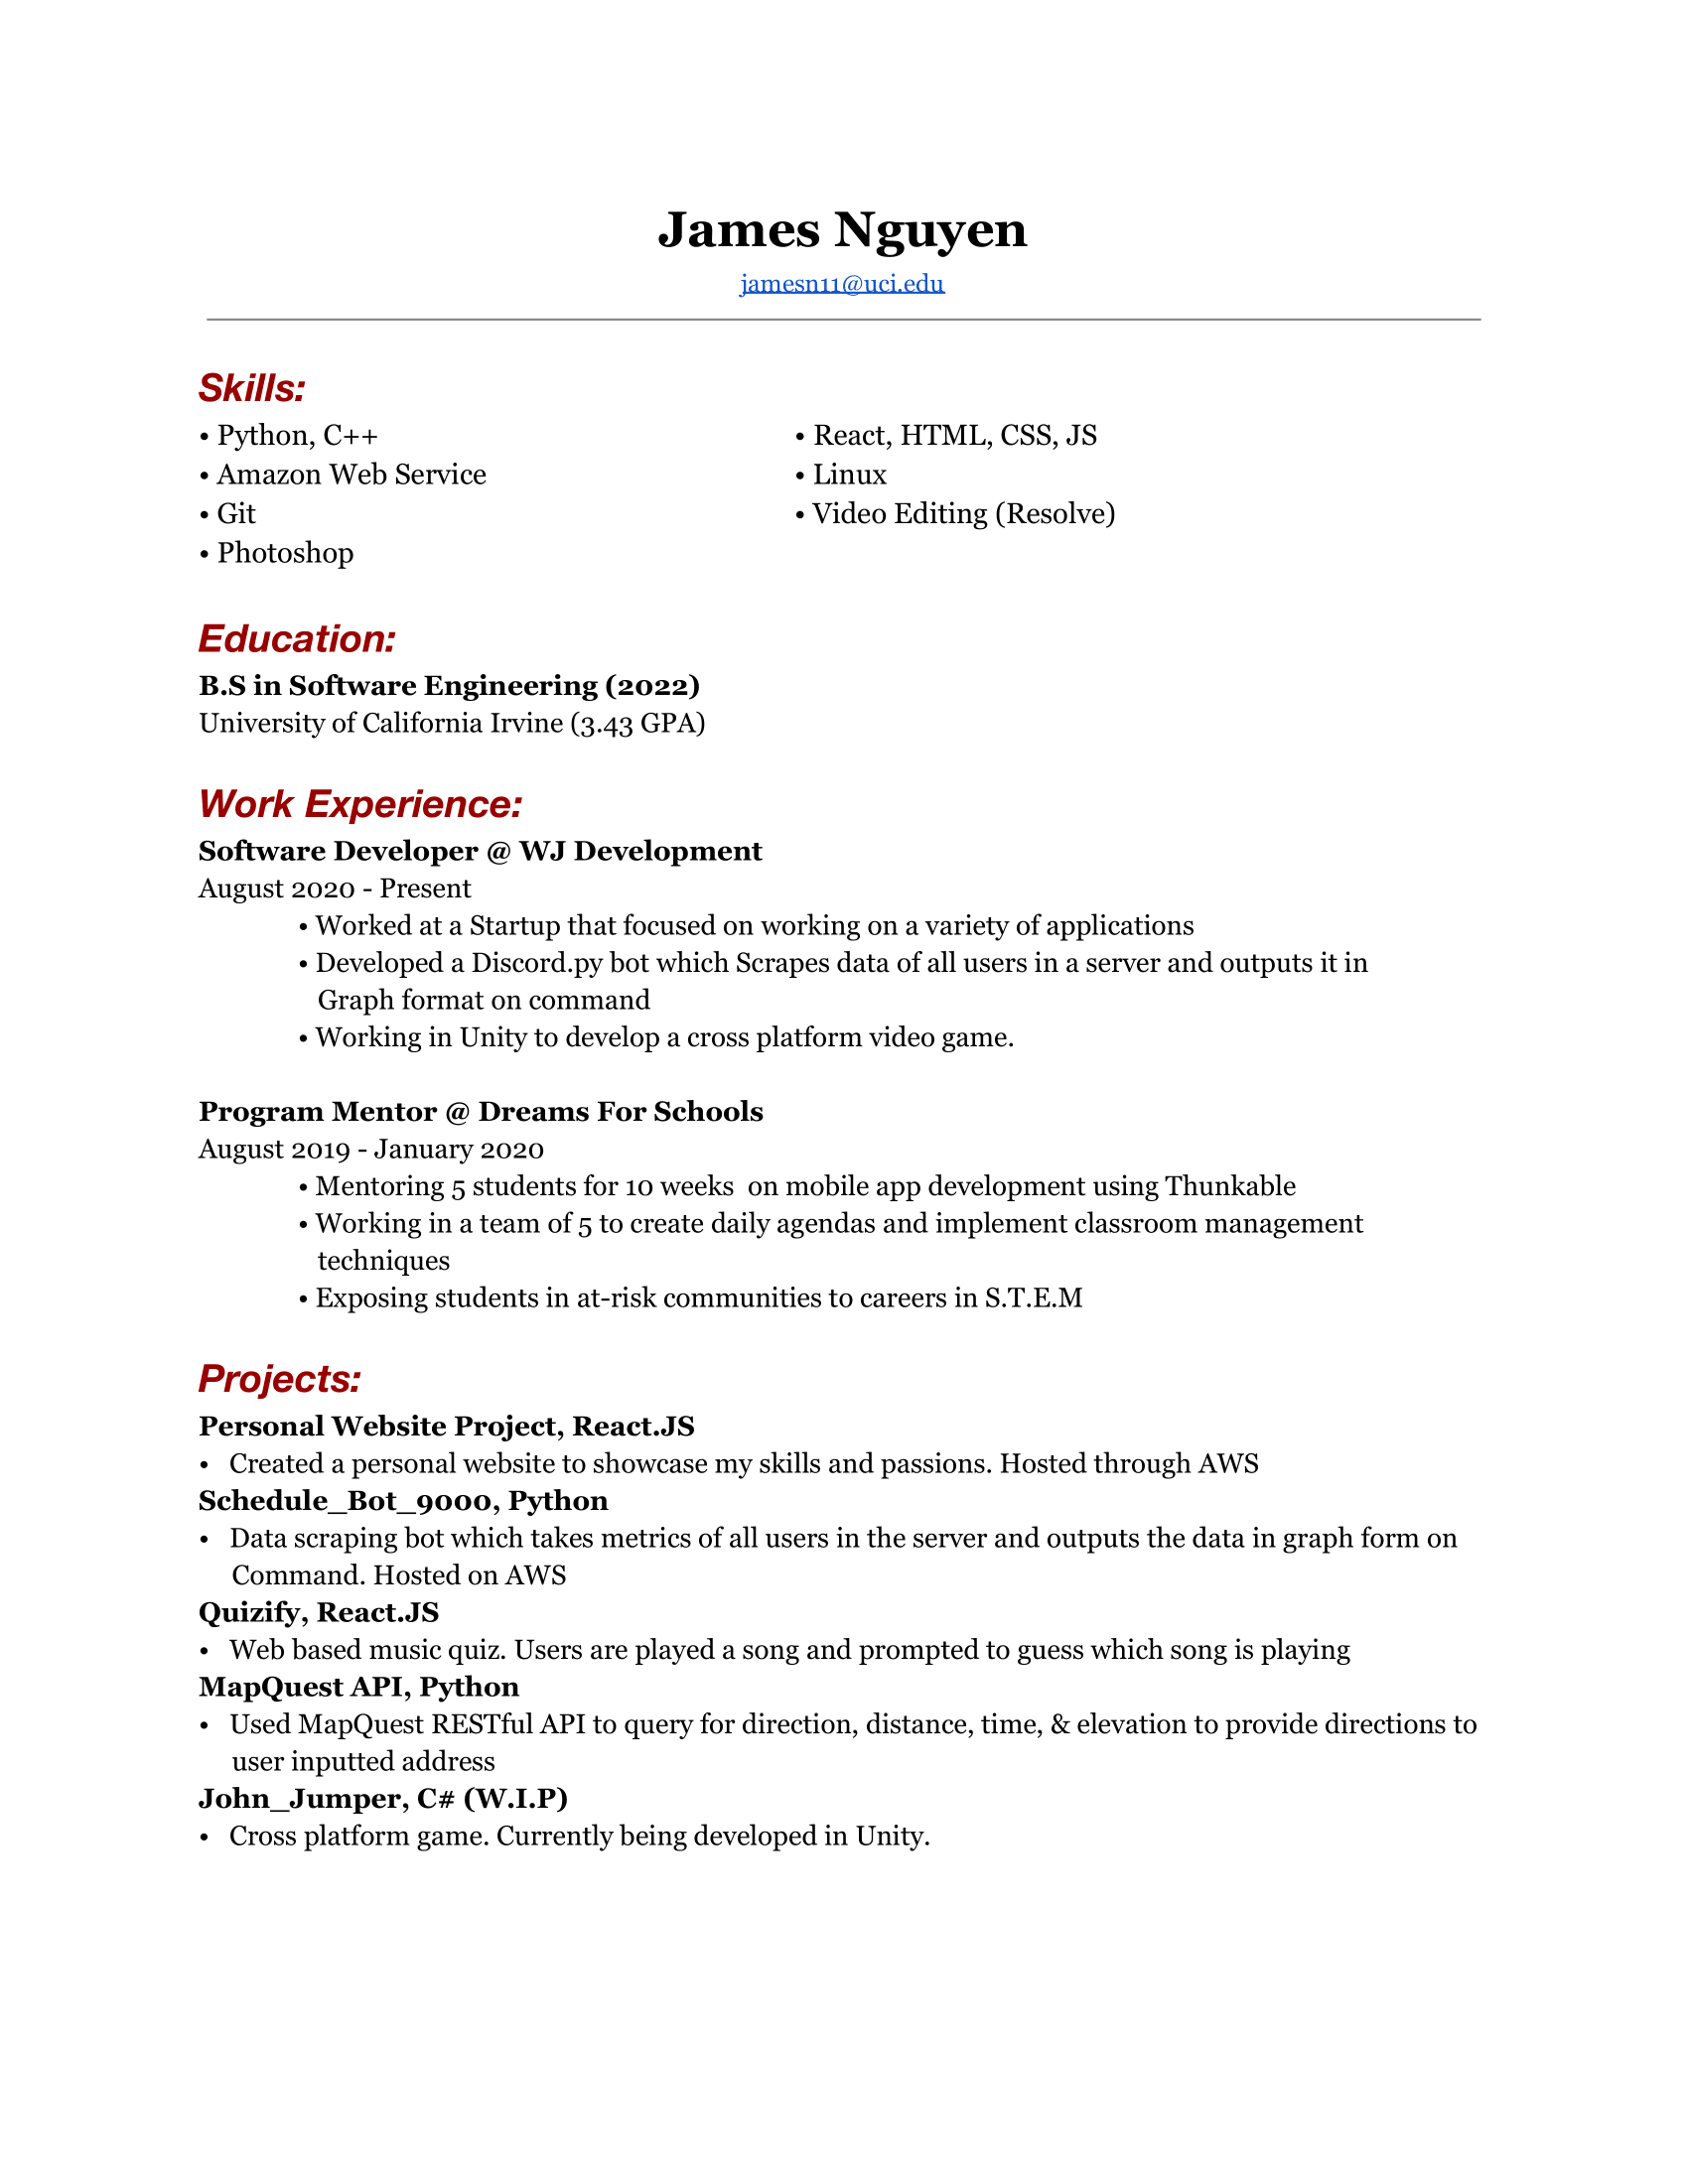 James Nguyen
jamesn11@uci.edu
Skills:
• Python, C++
• Amazon Web Service
• Git
• Photoshop
• React, HTML, CSS, JS
• Linux
• Video Editing (Resolve)
Education:
B.S in Software Engineering (2022)
University of California Irvine (3.43 GPA)
Work Experience:
Software Developer @ WJ Development
August 2020 - Present
• Worked at a Startup that focused on working on a variety of applications
• Developed a Discord.py bot which Scrapes data of all users in a server and outputs it in
Graph format on command
• Working in Unity to develop a cross platform video game.
Program Mentor @ Dreams For Schools
August 2019 - January 2020
• Mentoring 5 students for 10 weeks  on mobile app development using Thunkable
• Working in a team of 5 to create daily agendas and implement classroom management
techniques
• Exposing students in at-risk communities to careers in S.T.E.M
Projects:
Personal Website Project, React.JS
• Created a personal website to showcase my skills and passions. Hosted through AWS
Schedule_Bot_9000, Python
• Data scraping bot which takes metrics of all users in the server and outputs the data in graph form on
Command. Hosted on AWS
Quizify, React.JS
• Web based music quiz. Users are played a song and prompted to guess which song is playing
MapQuest API, Python
• Used MapQuest RESTful API to query for direction, distance, time, & elevation to provide directions to
user inputted address
John_Jumper, C# (W.I.P)
• Cross platform game. Currently being developed in Unity.